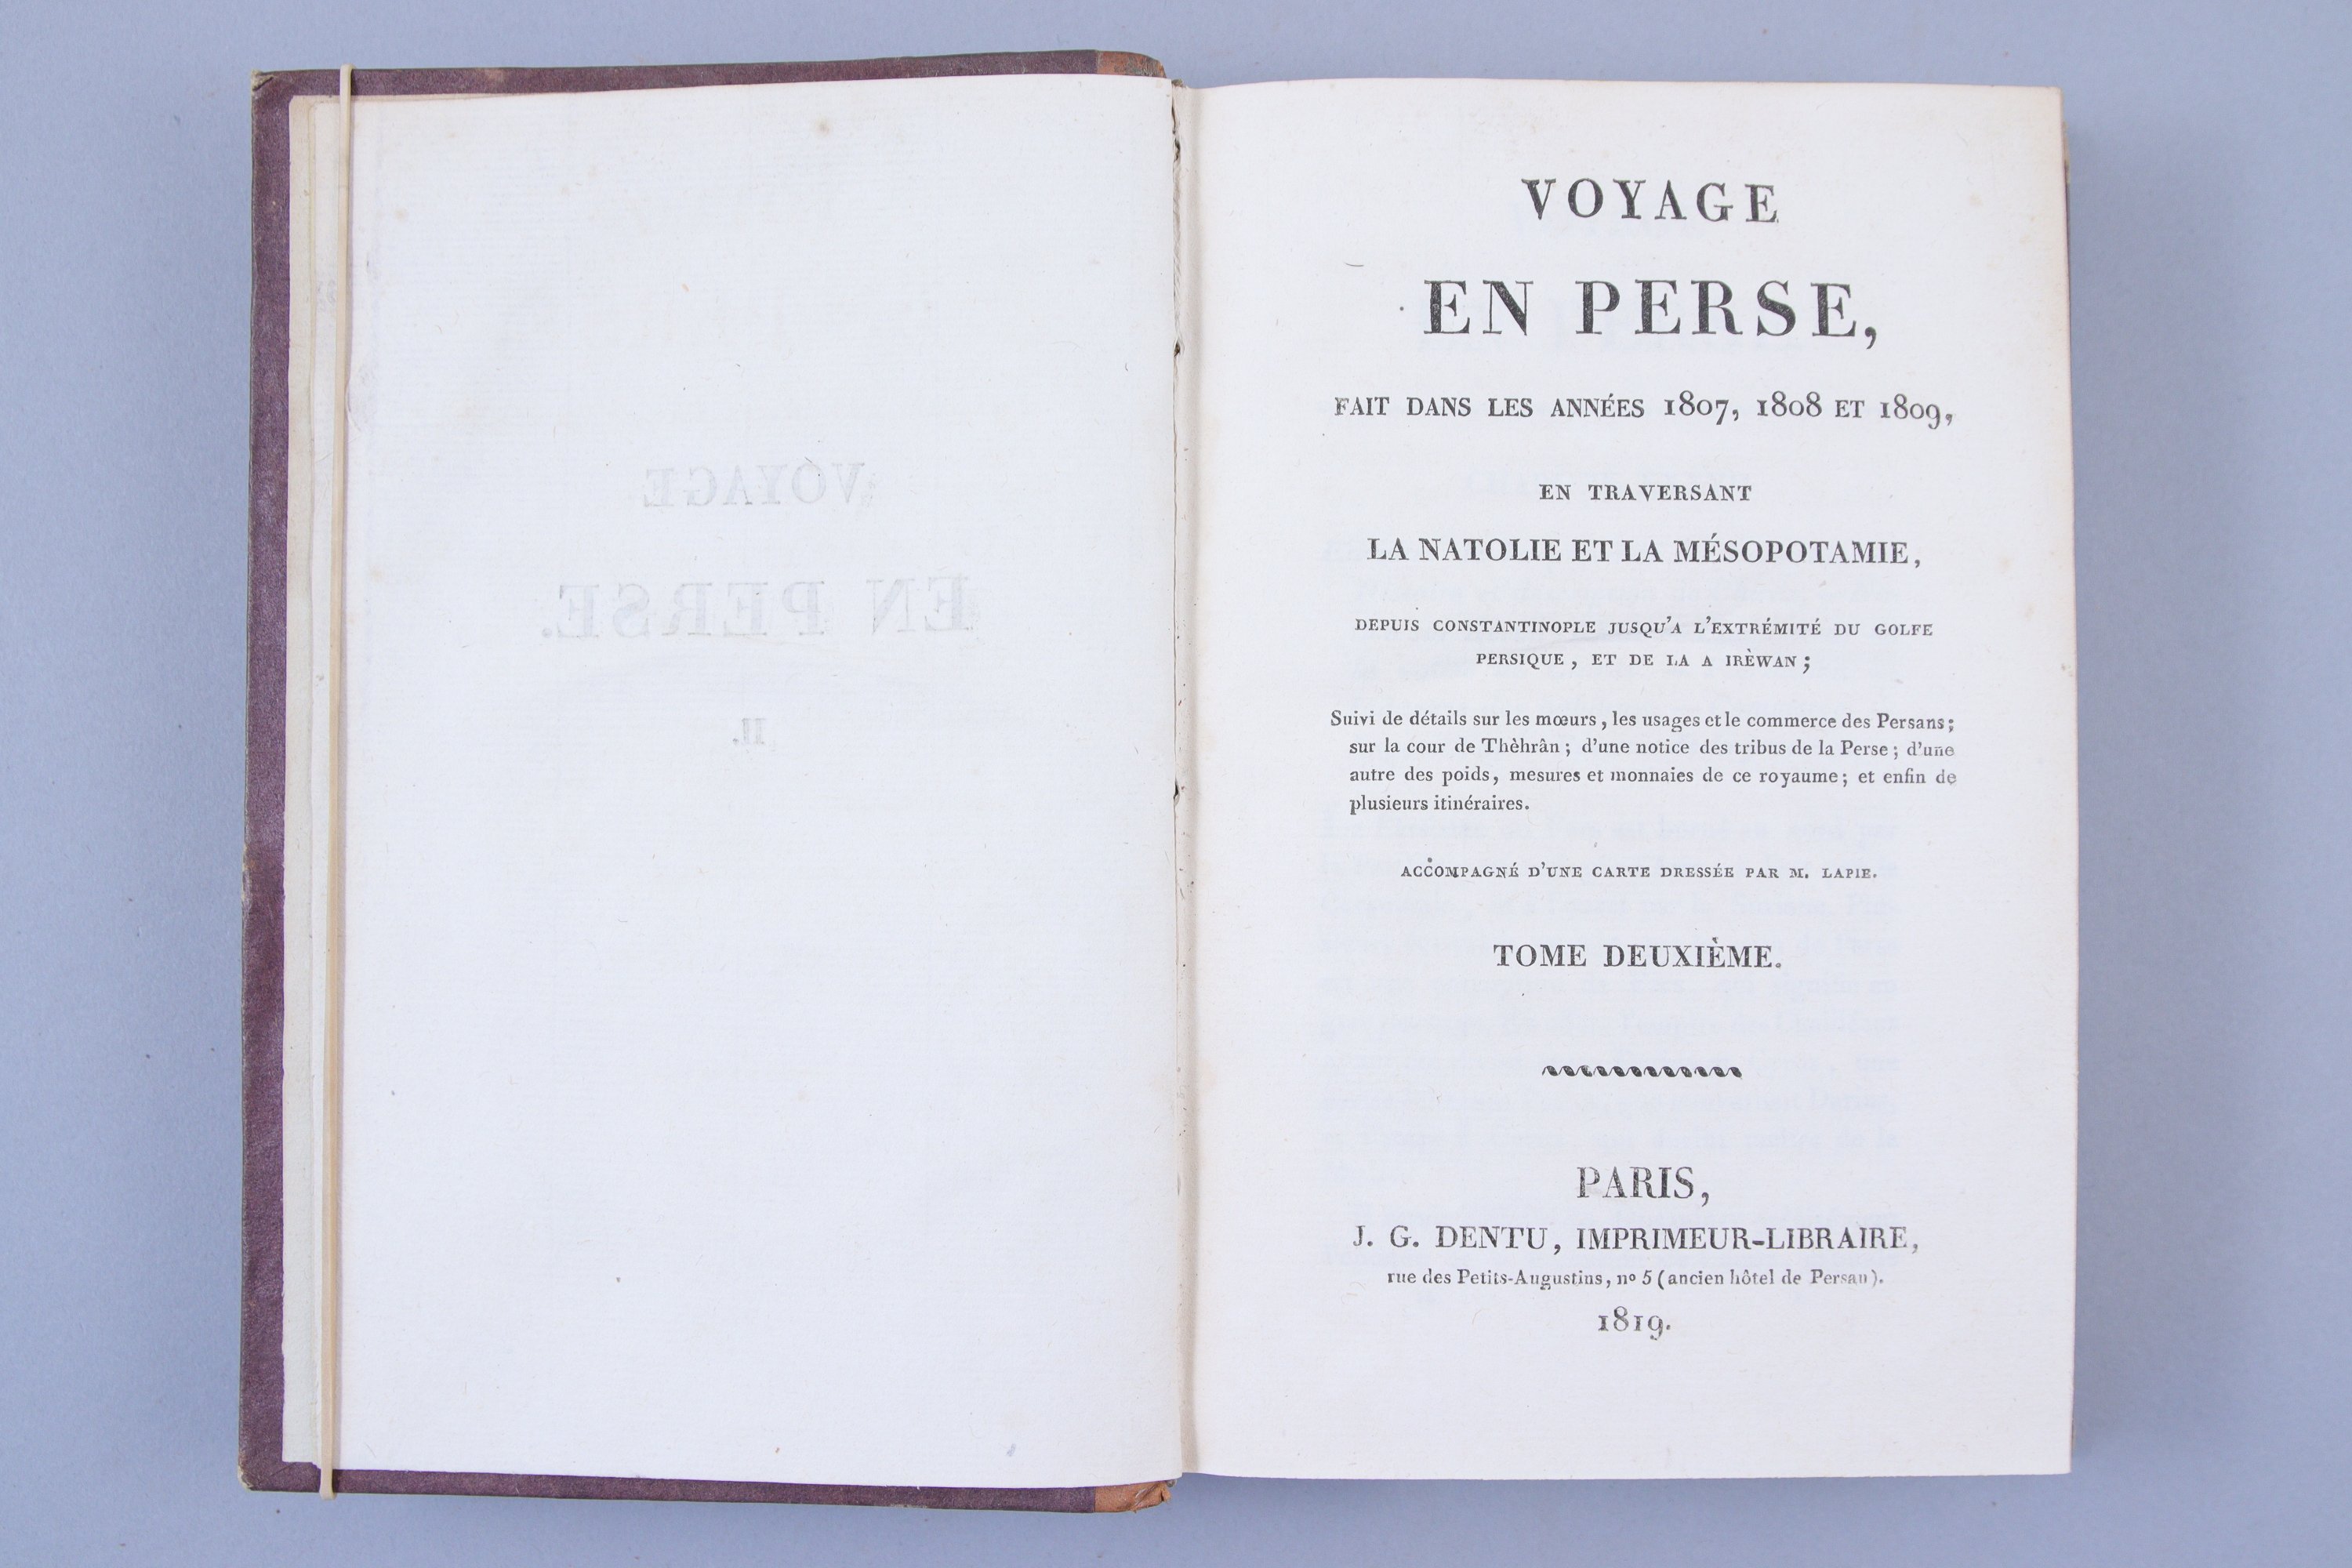 VOYAGE
EN PERSE.
II.
VOYAGE
EN PERSE,
FAIT DANS LES ANNÉES 1807, 1808 ET 1809,
EN TRAVERSANT
LA NATOLIE ET LA MÉSOPOTAMIE,
DEPUIS CONSTANTINOPLE JUSQU'A L'EXTRÉMITÉ DU GOLFE
PERSIQUE, ET DE LA A IRÈWAN;
Suivi de détails sur les mœurs, les usages et le commerce des Persans;
sur la cour de Thèhrân; d'une notice des tribus de la Perse; d'une
autre des poids, mesures et monnaies de ce royaume; et enfin de
plusieurs itinéraires.
ACCOMPAGNÉ D'UNE CARTE DRESSÉE PAR M. LAPIE.
TOME DEUXIÈME.
PARIS,
J. G. DENTU, IMPRIMEUR-LIBRAIRE,
rue des Petits-Augustins, nº 5 (ancien hôtel de Persan).
1819.